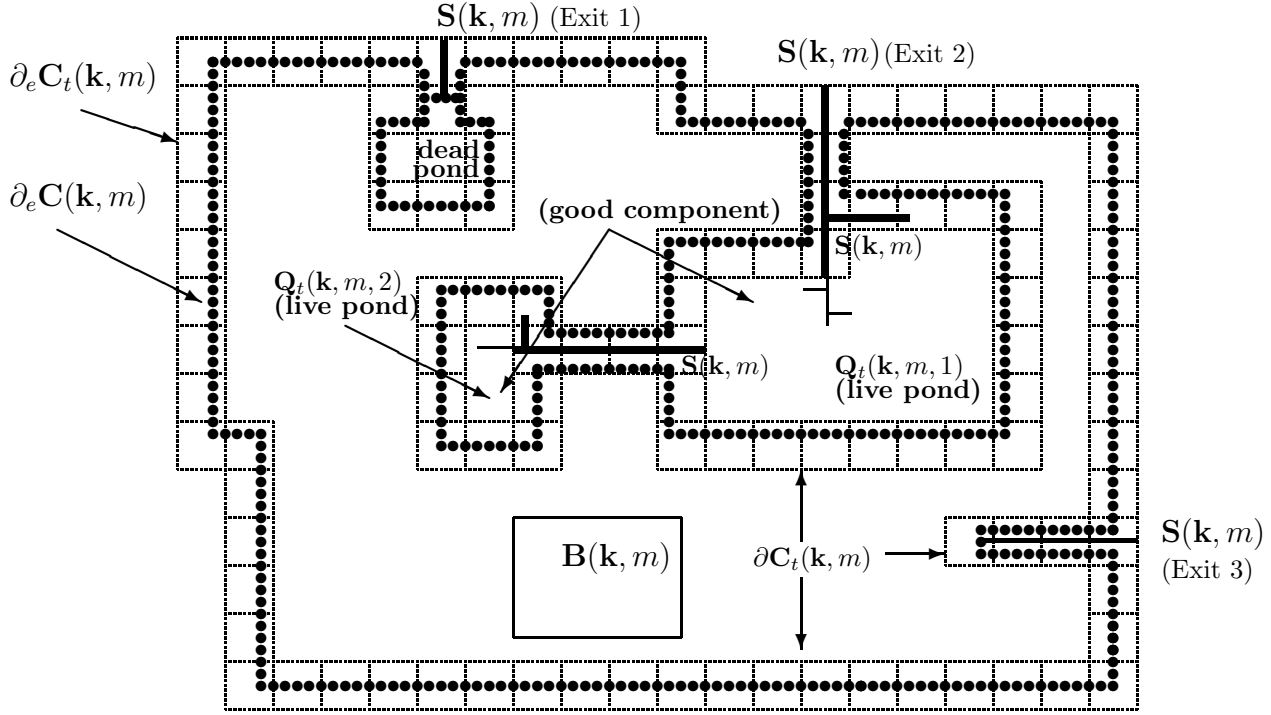 S(k, m) (Exit 1)
S(k, m) (Exit 2)
∂ₑCₜ(k, m)
dead
pond
∂ₑC(k, m)
(good component)
S(k, m)
Qₜ(k, m, 2)
(live pond)
S(k, m)
Qₜ(k, m, 1)
(live pond)
S(k, m)
(Exit 3)
B(k, m)
∂Cₜ(k, m)